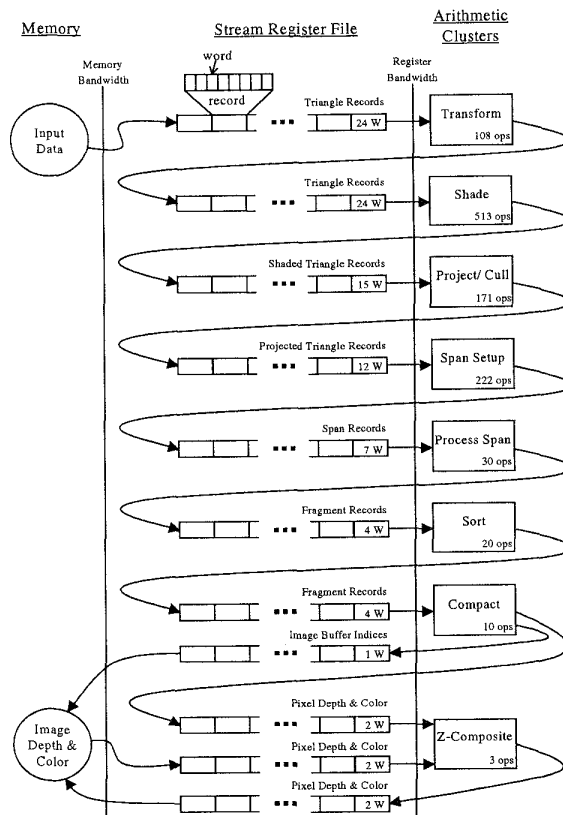 Memory
Stream Register File
Arithmetic
Clusters
Memory
Bandwidth
Register
Bandwidth
word
record
Input
Data
Triangle Records
24 W
Transform
108 ops
Triangle Records
24 W
Shade
513 ops
Shaded Triangle Records
15 W
Project/ Cull
171 ops
Projected Triangle Records
12 W
Span Setup
222 ops
Span Records
7 W
Process Span
30 ops
Fragment Records
4 W
Sort
20 ops
Fragment Records
4 W
Compact
10 ops
Image Buffer Indices
1 W
Image
Depth &
Color
Pixel Depth & Color
2 W
Pixel Depth & Color
2 W
Z-Composite
3 ops
Pixel Depth & Color
2 W